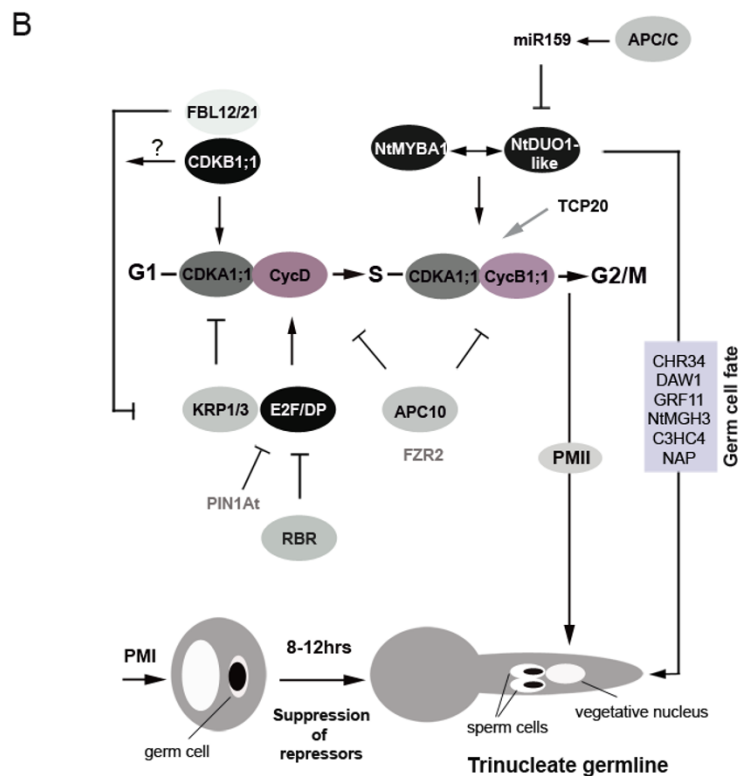 B
miR159
APC/C
FBL12/21
?
CDKB1;1
NtMYBA1
NtDUO1-
like
TCP20
G1
CDKA1;1
CycD
S
CDKA1;1
CycB1;1
G2/M
KRP1/3
E2F/DP
APC10
FZR2
PIN1At
RBR
PMII
CHR34
DAW1
GRF11
NtMGH3
C3HC4
NAP
Germ cell fate
PMI
8-12hrs
Suppression
of
repressors
germ cell
sperm cells
vegetative nucleus
Trinucleate germline